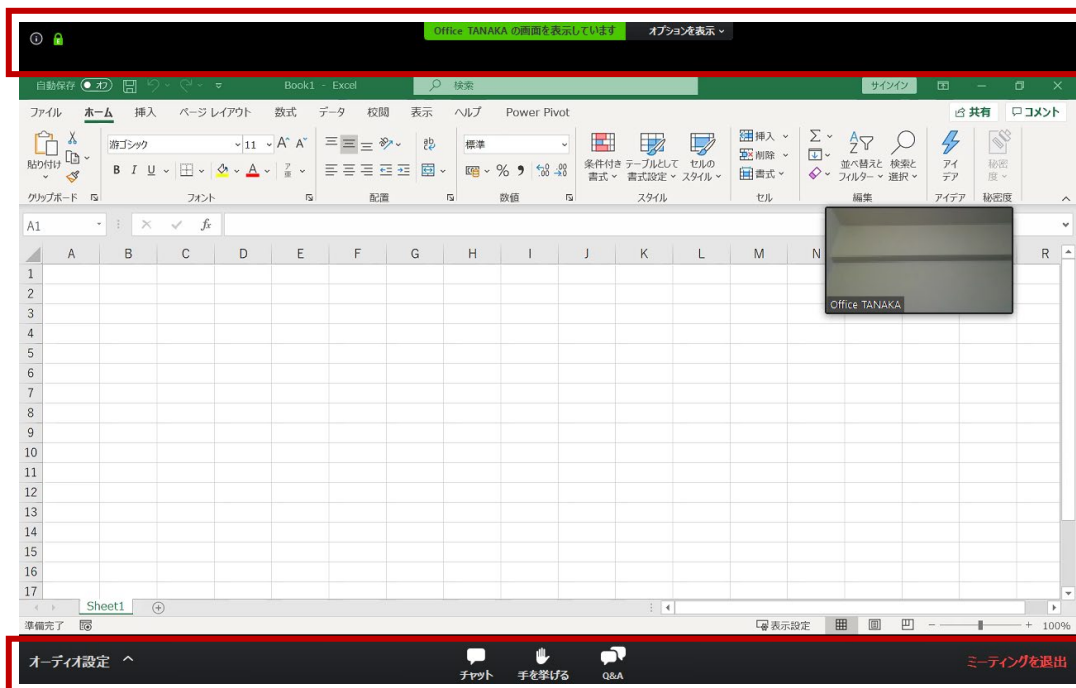 Office TANAKA の画面を表示しています オプションを表示
自動保存 オフ Book1 - Excel 検索 サインイン
ファイル ホーム 挿入 ページ レイアウト 数式 データ 校閲 表示 ヘルプ Power Pivot 共有 コメント
貼り付け 游ゴシック 11 A^ Aˇ ab 標準 条件付き書式 テーブルとして書式設定 セルのスタイル 挿入 削除 書式 Σ 並べ替えとフィルター 検索と選択 アイデア 秘密度
B I U A % 
クリップボード フォント 配置 数値 スタイル セル 編集 アイデア 秘密度
A1 fx
A B C D E F G H I J K L M N R
1
2
3
Office TANAKA
4
5
6
7
8
9
10
11
12
13
14
15
16
17
Sheet1
準備完了 表示設定 100%
オーディオ設定 チャット 手を挙げる Q&A ミーティングを退出